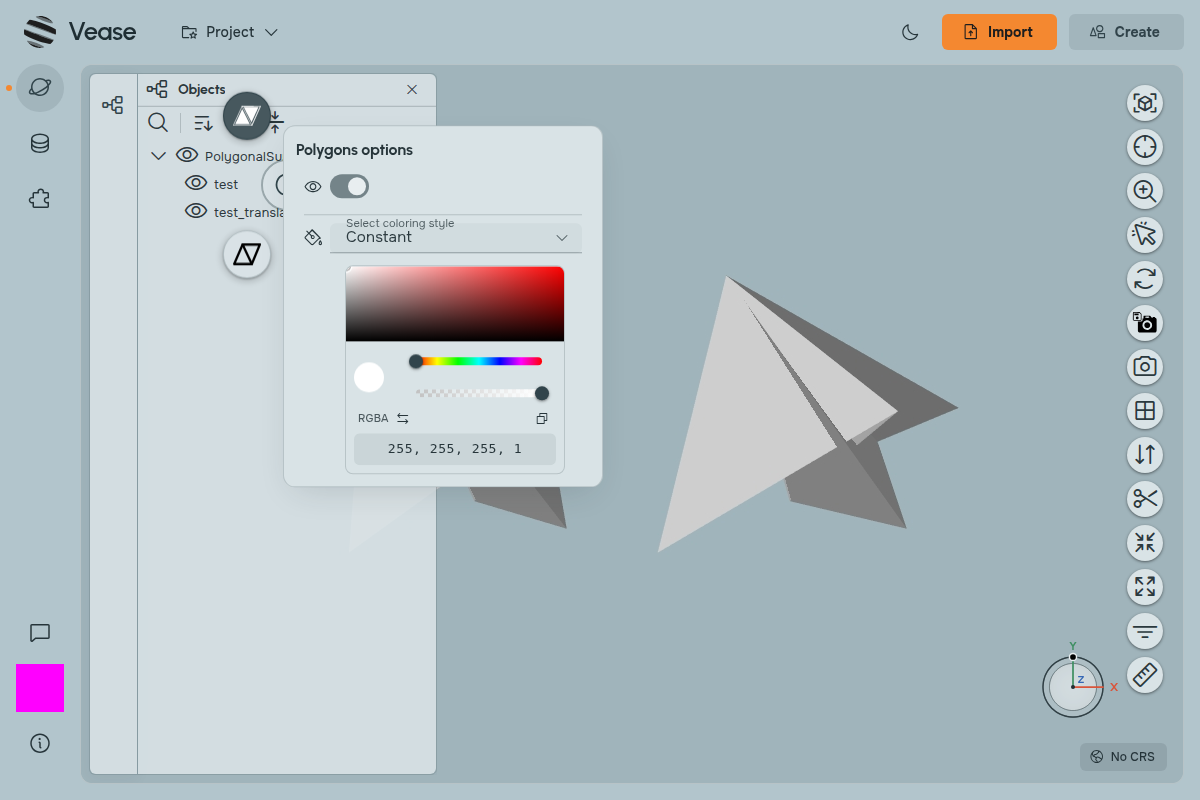 Vease
Project
Import
Create
Objects
PolygonalSu
test
test_transla
Polygons options
Select coloring style
Constant
RGBA
255, 255, 255, 1
Y
Z
X
No CRS